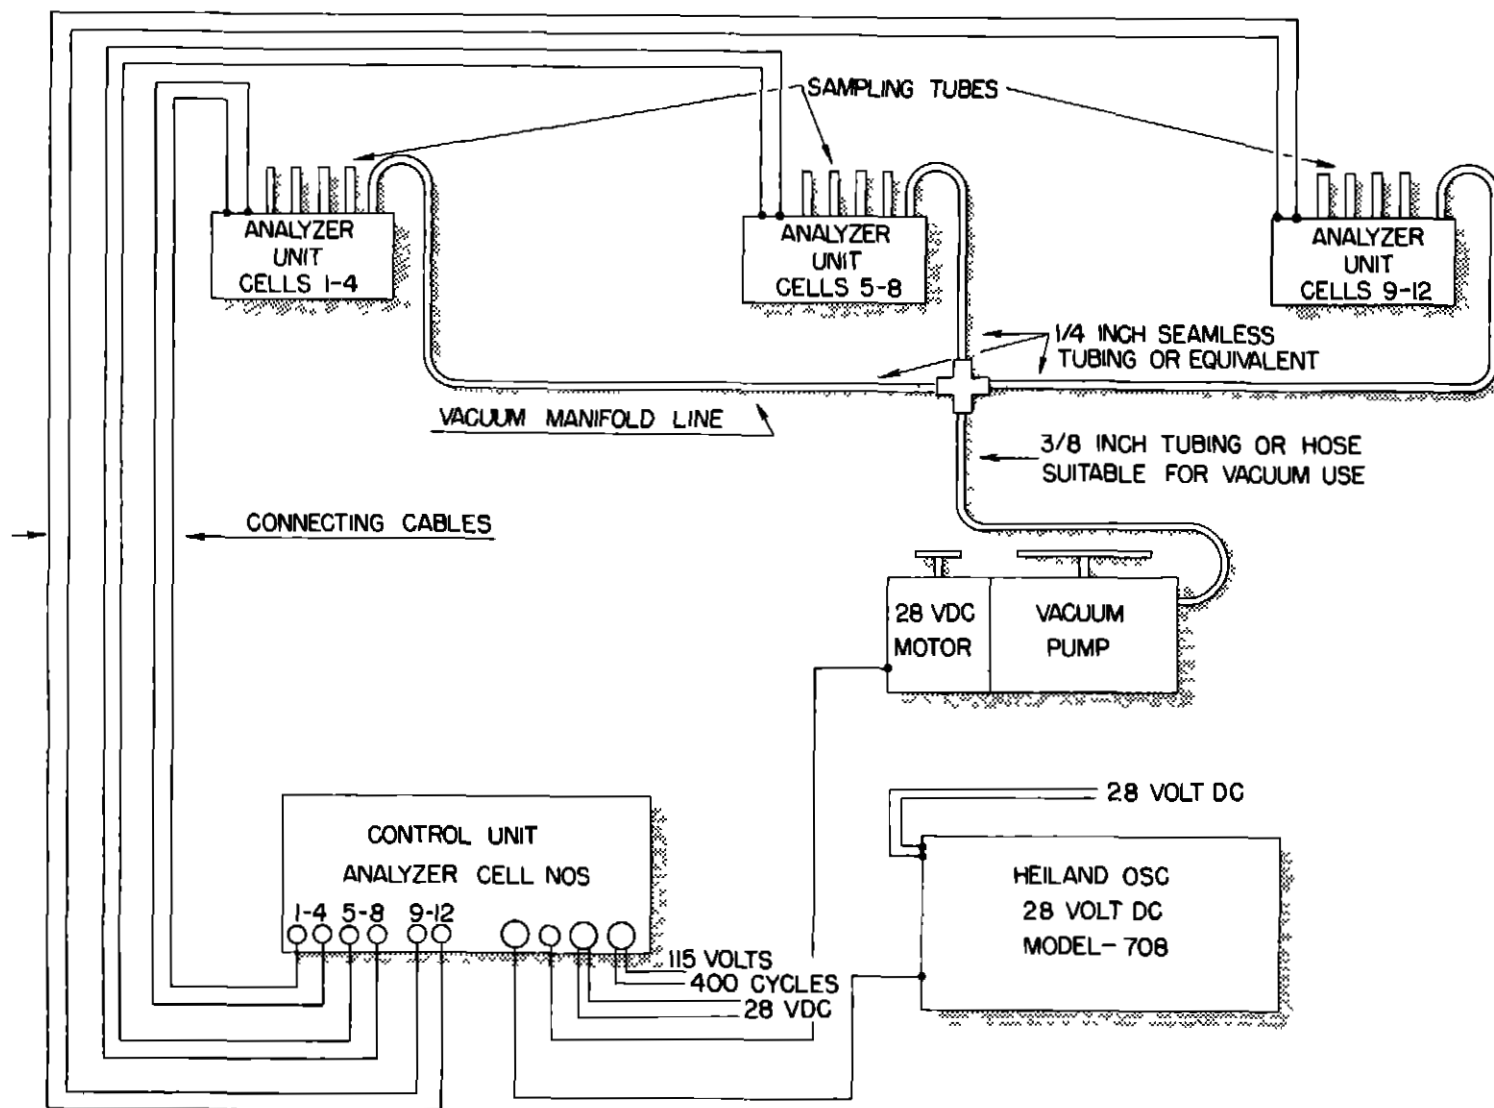 SAMPLING TUBES
ANALYZER
UNIT
CELLS 1-4
ANALYZER
UNIT
CELLS 5-8
ANALYZER
UNIT
CELLS 9-12
1/4 INCH SEAMLESS
TUBING OR EQUIVALENT
VACUUM MANIFOLD LINE
3/8 INCH TUBING OR HOSE
SUITABLE FOR VACUUM USE
CONNECTING CABLES
28 VDC
MOTOR
VACUUM
PUMP
28 VOLT DC
CONTROL UNIT
ANALYZER CELL NOS
1-4 5-8 9-12
HEILAND OSC
28 VOLT DC
MODEL-708
115 VOLTS
400 CYCLES
28 VDC